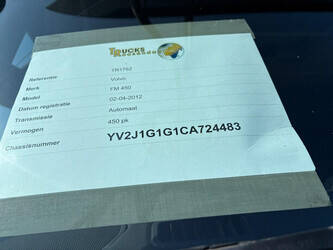 TRUCKS
Roosendaal
Referentie TR1762
Merk Volvo
Model FM 450
Datum registratie 02-04-2012
Transmissie Automaat
Vermogen 450 pk
Chassisnummer YV2J1G1G1CA724483